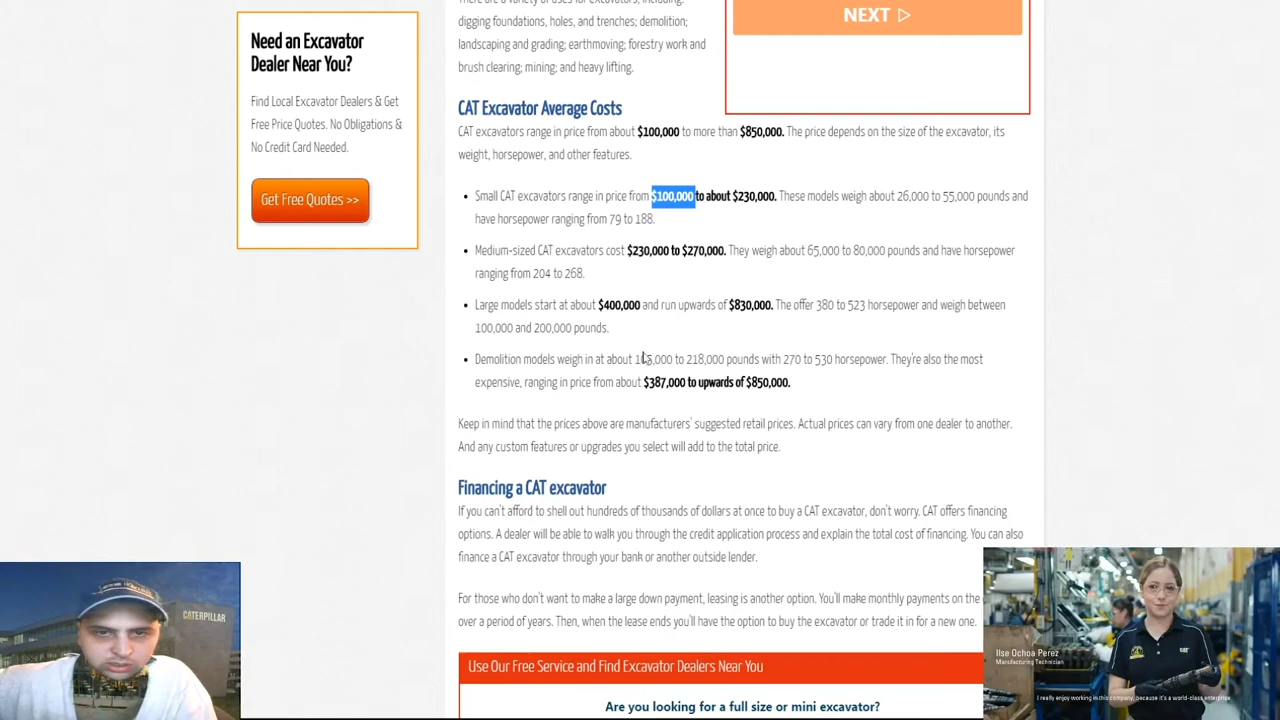 There are a variety of uses for excavators, including:
digging foundations, holes, and trenches; demolition;
landscaping and grading; earthmoving; forestry work and
brush clearing; mining; and heavy lifting.
NEXT
Need an Excavator
Dealer Near You?
Find Local Excavator Dealers & Get
Free Price Quotes. No Obligations &
No Credit Card Needed.
Get Free Quotes >>
CAT Excavator Average Costs
CAT excavators range in price from about $100,000 to more than $850,000. The price depends on the size of the excavator, its
weight, horsepower, and other features.
• Small CAT excavators range in price from $100,000 to about $230,000. These models weigh about 26,000 to 55,000 pounds and
have horsepower ranging from 79 to 188.
• Medium-sized CAT excavators cost $230,000 to $270,000. They weigh about 65,000 to 80,000 pounds and have horsepower
ranging from 204 to 268.
• Large models start at about $400,000 and run upwards of $830,000. The offer 380 to 523 horsepower and weigh between
100,000 and 200,000 pounds.
• Demolition models weigh in at about to 218,000 pounds with 270 to 530 horsepower. They're also the most
expensive, ranging in price from about $387,000 to upwards of $850,000.
Keep in mind that the prices above are manufacturers' suggested retail prices. Actual prices can vary from one dealer to another.
And any custom features or upgrades you select will add to the total price.
Financing a CAT excavator
If you can't afford to shell out hundreds of thousands of dollars at once to buy a CAT excavator, don't worry. CAT offers financing
options. A dealer will be able to walk you through the credit application process and explain the total cost of financing. You can also
finance a CAT excavator through your bank or another outside lender.
For those who don't want to make a large down payment, leasing is another option. You'll make monthly payments on the
over a period of years. Then, when the lease ends you'll have the option to buy the excavator or trade it in for a new one.
Use Our Free Service and Find Excavator Dealers Near You
Are you looking for a full size or mini excavator?
CATERPILLAR
Ilse Ochoa Perez
Manufacturing Technician
CAT
I really enjoy working in this company, because it's a world-class enterprise